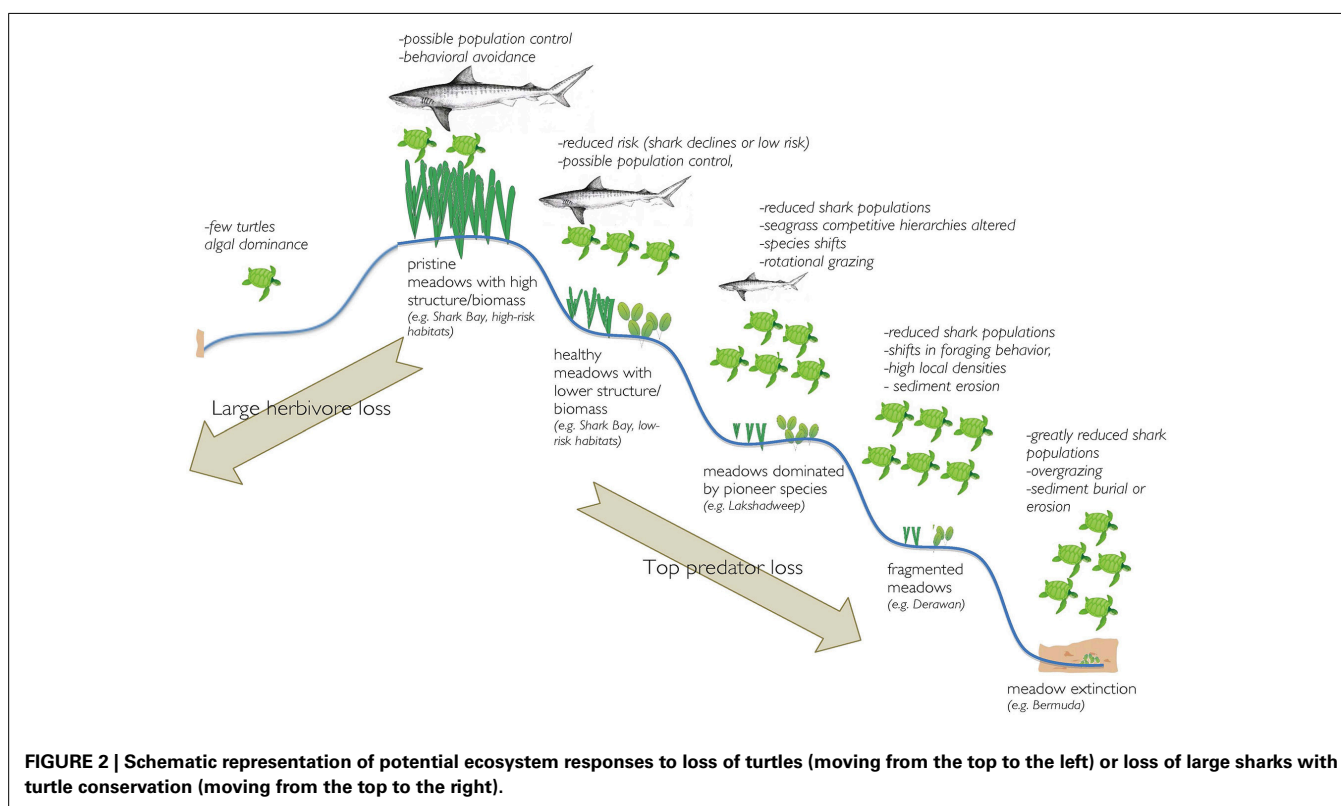 -possible population control
-behavioral avoidance
-few turtles
algal dominance
pristine
meadows with high
structure/biomass
(e.g. Shark Bay, high-risk
habitats)
-reduced risk (shark declines or low risk)
-possible population control,
healthy
meadows with
lower structure/
biomass
(e.g. Shark Bay, low-
risk habitats)
-reduced shark populations
-seagrass competitive hierarchies altered
-species shifts
-rotational grazing
meadows dominated
by pioneer species
(e.g. Lakshadweep)
-reduced shark populations
-shifts in foraging behavior,
-high local densities
- sediment erosion
fragmented
meadows
(e.g. Derawan)
-greatly reduced shark
populations
-overgrazing
-sediment burial or
erosion
meadow extinction
(e.g. Bermuda)
Large herbivore loss
Top predator loss
FIGURE 2 | Schematic representation of potential ecosystem responses to loss of turtles (moving from the top to the left) or loss of large sharks with
turtle conservation (moving from the top to the right).